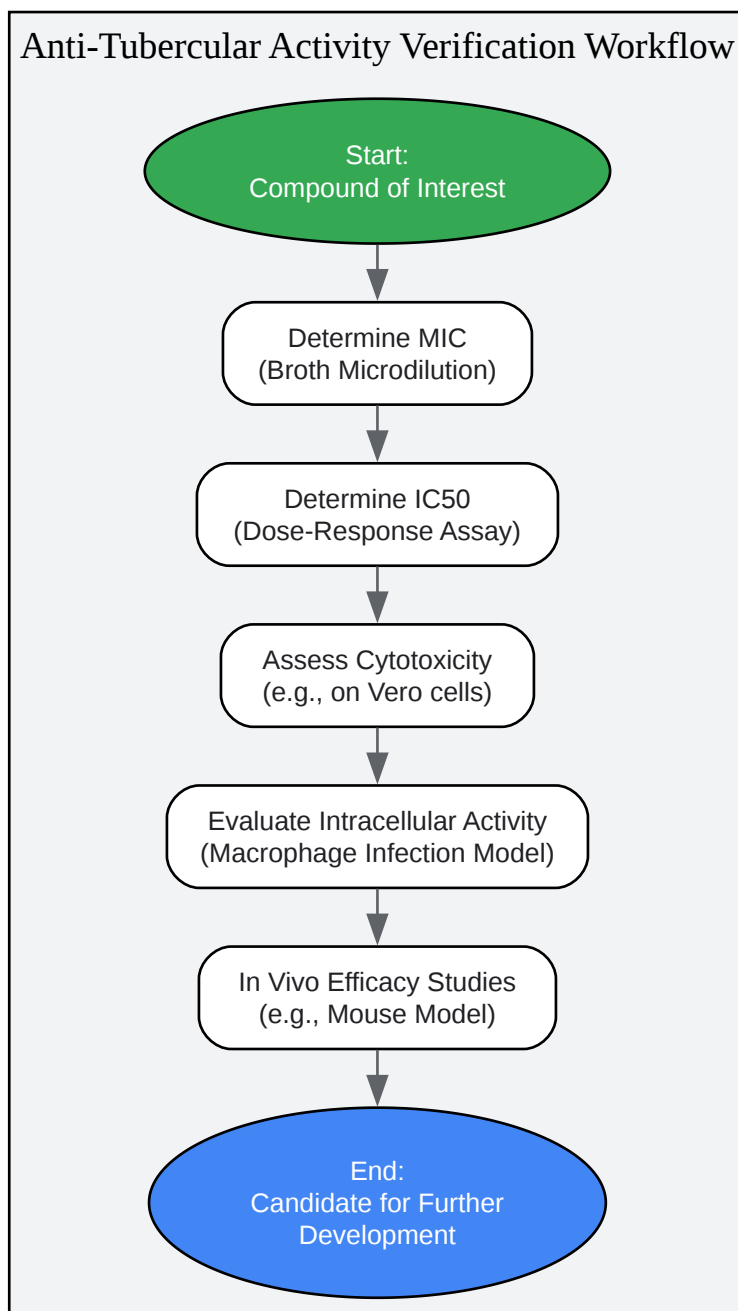 Anti-Tubercular Activity Verification Workflow
Start:
Compound of Interest
Determine MIC
(Broth Microdilution)
Determine IC50
(Dose-Response Assay)
Assess Cytotoxicity
(e.g., on Vero cells)
Evaluate Intracellular Activity
(Macrophage Infection Model)
In Vivo Efficacy Studies
(e.g., Mouse Model)
End:
Candidate for Further
Development